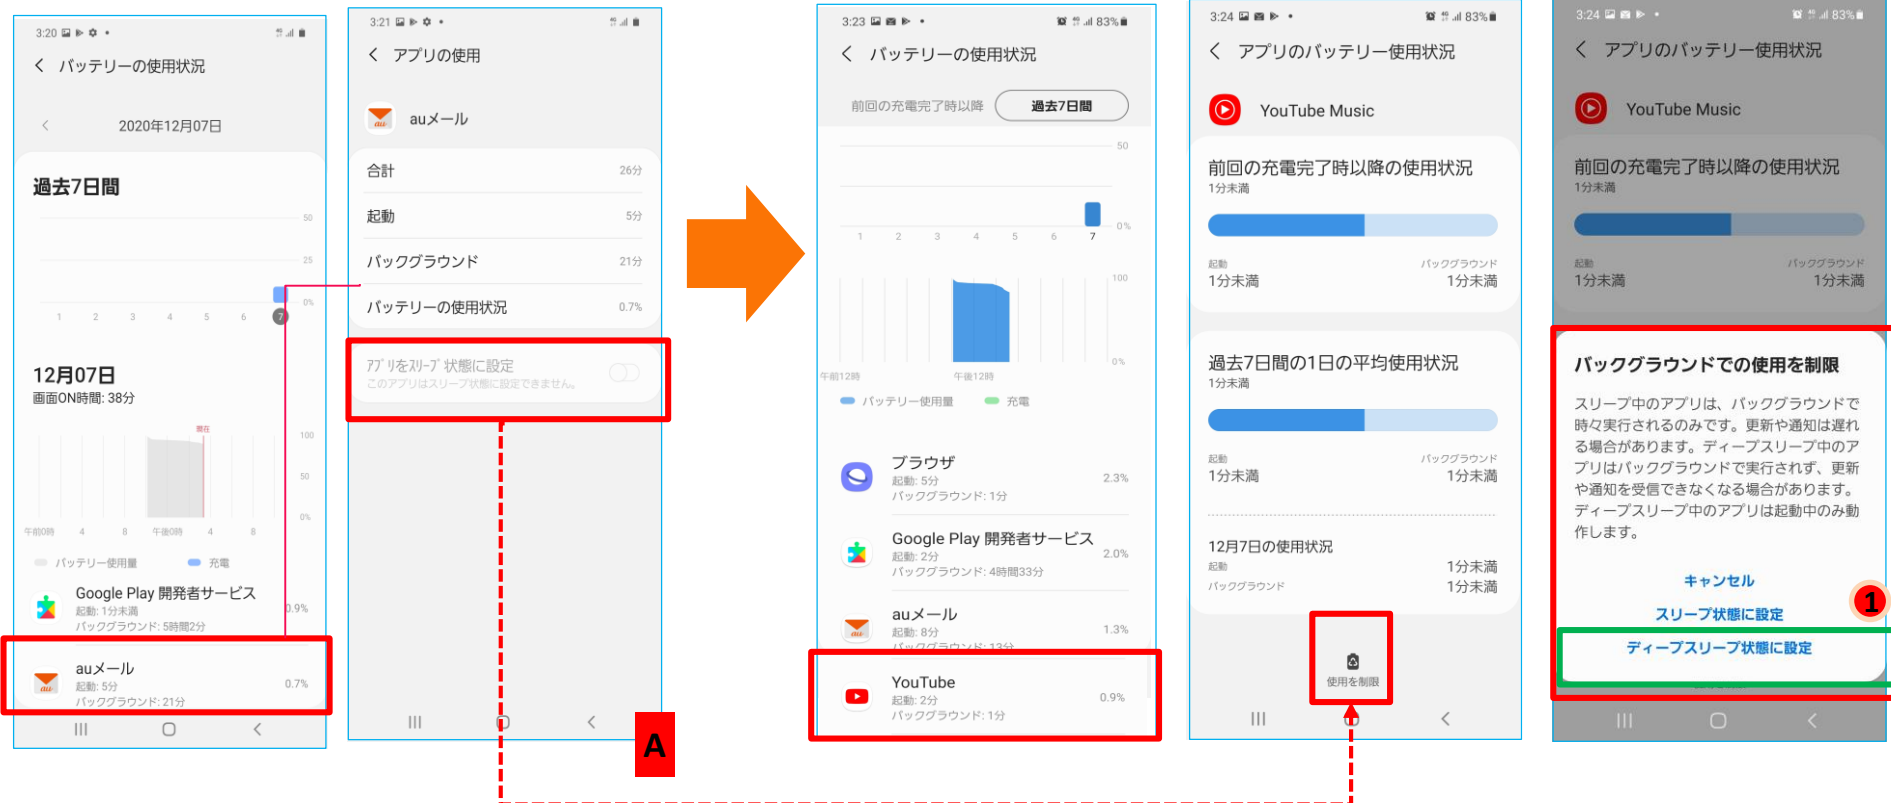 3:20
バッテリーの使用状況
2020年12月07日
過去7日間
50
25
0%
1 2 3 4 5 6 7
12月07日
画面ON時間: 38分
現在
100
50
0%
午前0時 4 8 午後0時 4 8
バッテリー使用量 充電
Google Play 開発者サービス
起動: 1分未満
0.9%
バックグラウンド: 5時間2分
auメール
起動: 5分
0.7%
バックグラウンド: 21分
3:21
アプリの使用
au
auメール
合計 26分
起動 5分
バックグラウンド 21分
バッテリーの使用状況 0.7%
アプリをスリープ状態に設定
このアプリはスリープ状態に設定できません。
A
3:23 83%
バッテリーの使用状況
前回の充電完了時以降 過去7日間
50
0%
1 2 3 4 5 6 7
100
0%
午前12時 午後12時
バッテリー使用量 充電
ブラウザ
起動: 5分
2.3%
バックグラウンド: 1分
Google Play 開発者サービス
起動: 2分
2.0%
バックグラウンド: 4時間33分
auメール
起動: 8分
1.3%
バックグラウンド: 13分
YouTube
起動: 2分
0.9%
バックグラウンド: 1分
3:24 83%
アプリのバッテリー使用状況
YouTube Music
前回の充電完了時以降の使用状況
1分未満
起動 バックグラウンド
1分未満 1分未満
過去7日間の1日の平均使用状況
1分未満
起動 バックグラウンド
1分未満 1分未満
12月7日の使用状況
起動 1分未満
バックグラウンド 1分未満
使用を制限
3:24 83%
アプリのバッテリー使用状況
YouTube Music
前回の充電完了時以降の使用状況
1分未満
起動 バックグラウンド
1分未満 1分未満
バックグラウンドでの使用を制限
スリープ中のアプリは、バックグラウンドで
時々実行されるのみです。更新や通知は遅れ
る場合があります。ディープスリープ中のア
プリはバックグラウンドで実行されず、更新
や通知を受信できなくなる場合があります。
ディープスリープ中のアプリは起動中のみ動
作します。
キャンセル
スリープ状態に設定
1
ディープスリープ状態に設定